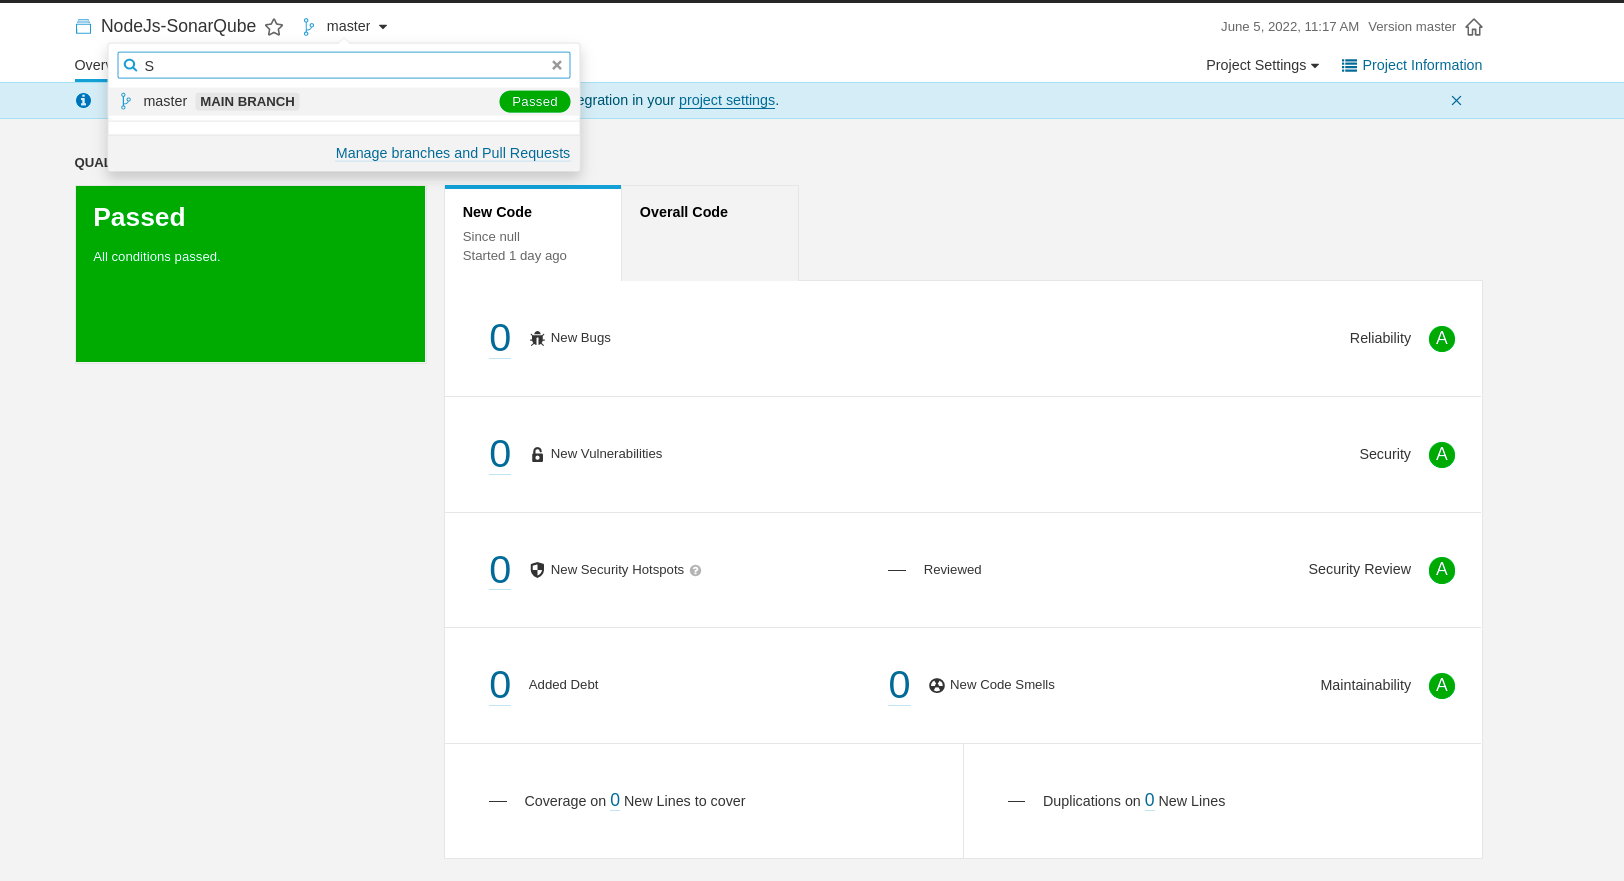 NodeJs-SonarQube master
June 5, 2022, 11:17 AM Version master
S
Project Settings Project Information
master MAIN BRANCH Passed
in your project settings.
Manage branches and Pull Requests
Passed
All conditions passed.
New Code
Since null
Started 1 day ago
Overall Code
0 New Bugs Reliability A
0 New Vulnerabilities Security A
0 New Security Hotspots ? — Reviewed Security Review A
0 Added Debt 0 New Code Smells Maintainability A
— Coverage on 0 New Lines to cover
— Duplications on 0 New Lines